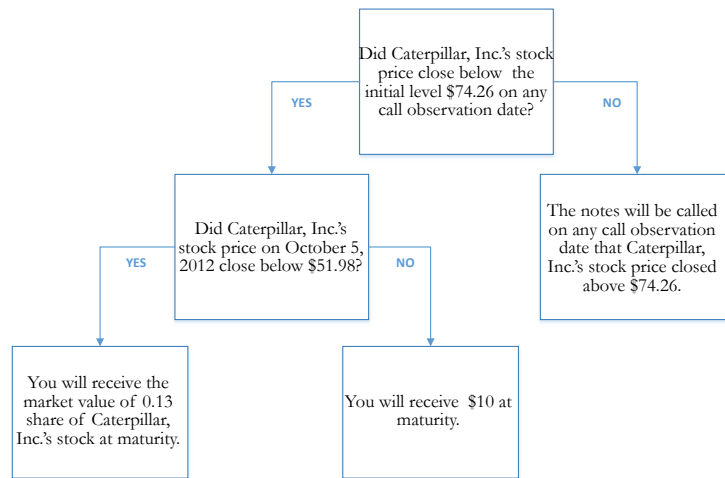 Did Caterpillar, Inc.'s stock
price close below the
initial level $74.26 on any
call observation date?
YES
NO
Did Caterpillar, Inc.'s
stock price on October 5,
2012 close below $51.98?
The notes will be called
on any call observation
date that Caterpillar,
Inc.'s stock price closed
above $74.26.
YES
NO
You will receive the
market value of 0.13
share of Caterpillar,
Inc.'s stock at maturity.
You will receive $10 at
maturity.